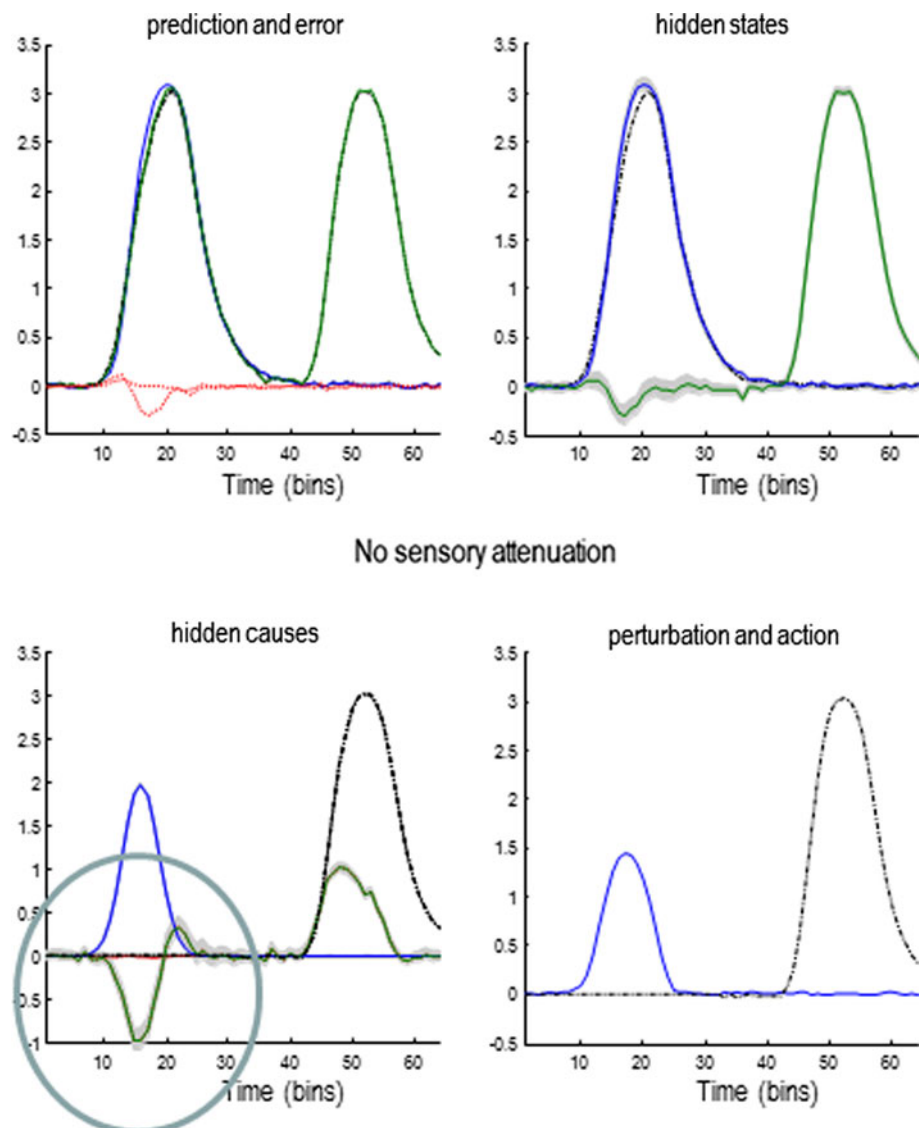 prediction and error
3.5
3
2.5
2
1.5
1
0.5
0
-0.5
10 20 30 40 50 60
Time (bins)
hidden states
3.5
3
2.5
2
1.5
1
0.5
0
-0.5
10 20 30 40 50 60
Time (bins)
No sensory attenuation
hidden causes
3.5
3
2.5
2
1.5
1
0.5
0
-0.5
-1
10 20 30 40 50 60
Time (bins)
perturbation and action
3.5
3
2.5
2
1.5
1
0.5
0
-0.5
10 20 30 40 50 60
Time (bins)